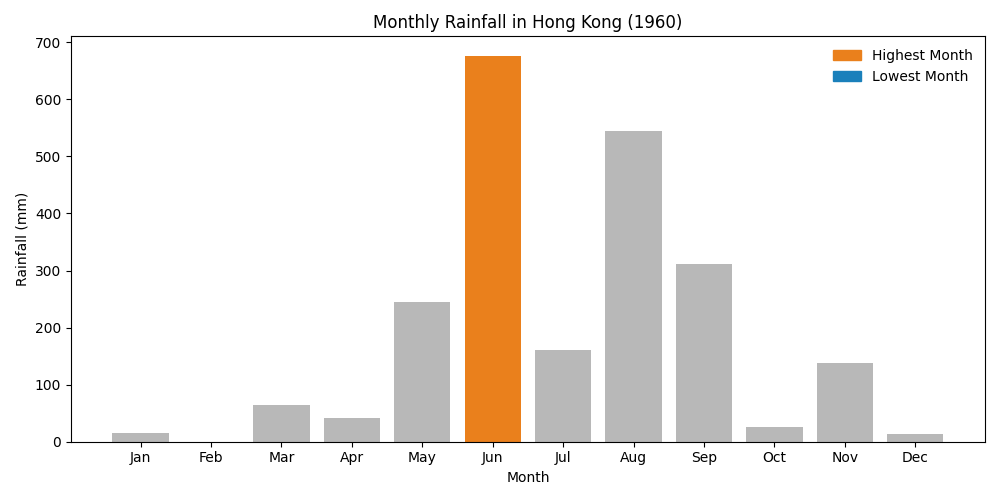 Monthly Rainfall in Hong Kong (1960)
Highest Month
Lowest Month
Rainfall (mm)
700
600
500
400
300
200
100
0
Jan Feb Mar Apr May Jun Jul Aug Sep Oct Nov Dec
Month